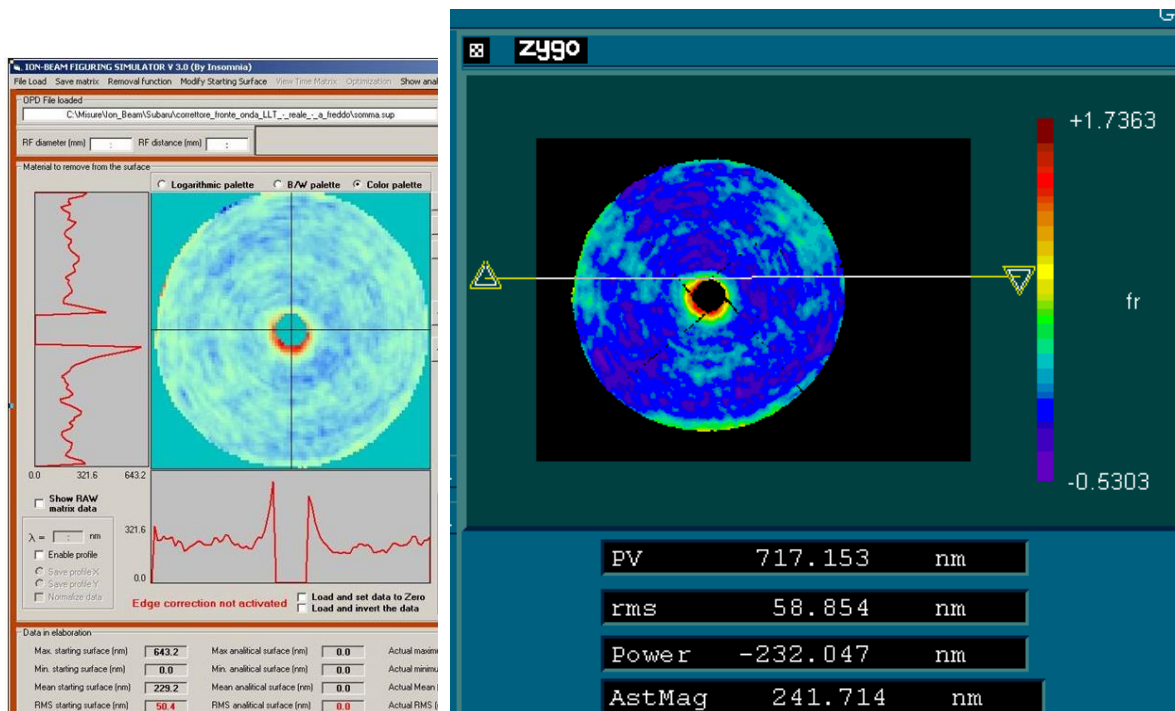 ION-BEAM FIGURING SIMULATOR V 3.0 (By Insomnia)
File Load Save matrix Removal function Modify Starting Surface View Time Matrix Optimization Show anal
OPD File loaded
C:\Misure\Ion_Beam\Subaru\correttore_fronte_onda_LLT_-_reale_-_a_freddo\somma.sup
RF diameter (mm) : RF distance (mm) :
Material to remove from the surface
Logarithmic palette B/W palette Color palette
0.0 321.6 643.2
Show RAW
matrix data
λ = : nm
Enable profile
Save profile X
Save profile Y
Normalize data
321.6
0.0
Edge correction not activated
Load and set data to Zero
Load and invert the data
Data in elaboration
Max. starting surface (nm) 643.2 Max analitical surface (nm) 0.0 Actual maximu
Min. starting surface (nm) 0.0 Min. analitical surface (nm) 0.0 Actual minimu
Mean starting surface (nm) 229.2 Mean analitical surface (nm) 0.0 Actual Mean
RMS starting surface (nm) 50.4 RMS analitical surface (nm) 0.0 Actual RMS (
zygo
+1.7363
fr
-0.5303
PV 717.153 nm
rms 58.854 nm
Power -232.047 nm
AstMag 241.714 nm